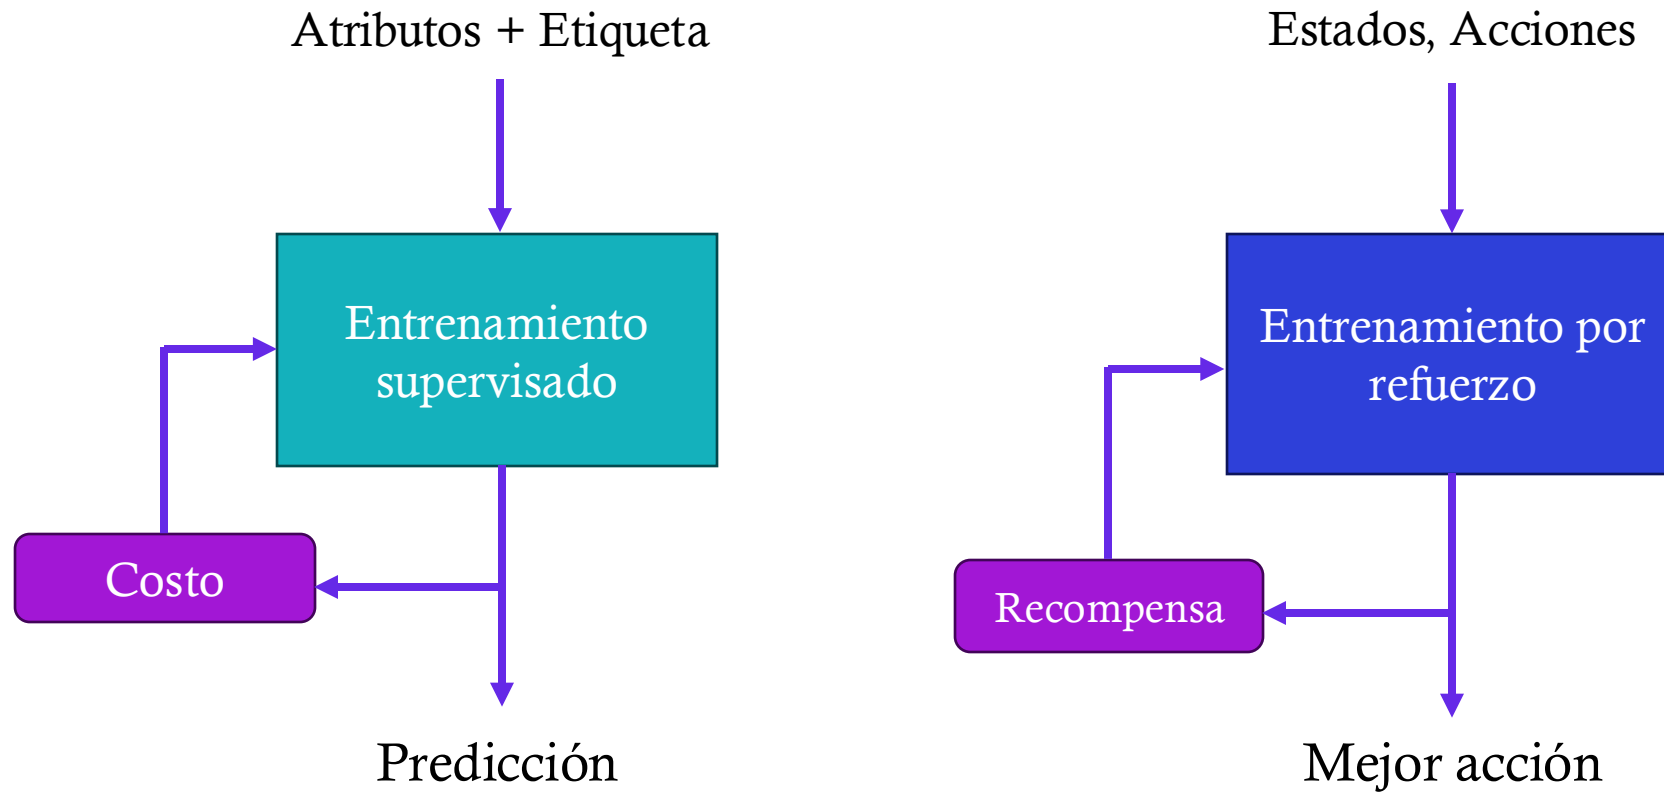 Atributos + Etiqueta
Entrenamiento
supervisado
Costo
Predicción
Estados, Acciones
Entrenamiento por
refuerzo
Recompensa
Mejor acción